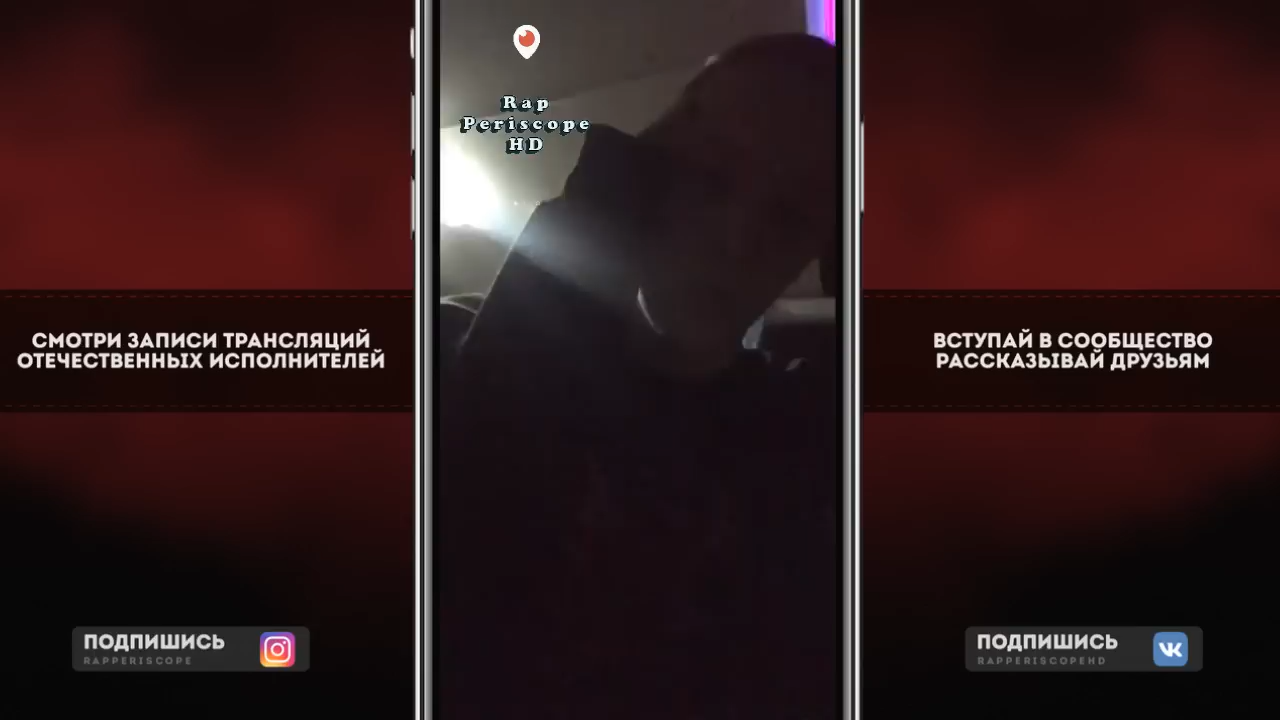 Rap
Periscope
HD
СМОТРИ ЗАПИСИ ТРАНСЛЯЦИЙ
ОТЕЧЕСТВЕННЫХ ИСПОЛНИТЕЛЕЙ
ВСТУПАЙ В СООБЩЕСТВО
РАССКАЗЫВАЙ ДРУЗЬЯМ
ПОДПИШИСЬ
RAPPERISCOPE
ПОДПИШИСЬ
RAPPERISCOPEHD